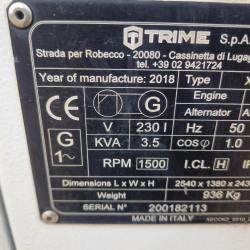 TRIME S.p.A.
Strada per Robecco - 20080 - Cassinetta di Lugag
tel. +39 02 9421724
Year of manufacture: 2018 Type X
Engine
G Alternator A
V 230 I Hz 50
G KVA 3.5 cosφ 1.0
1~ RPM 1500 I.CL H IP
Dimensions L x W x H 2540 x 1380 x 243
Weight 936 Kg
SERIAL N° 200182113
MADE IN ITALY